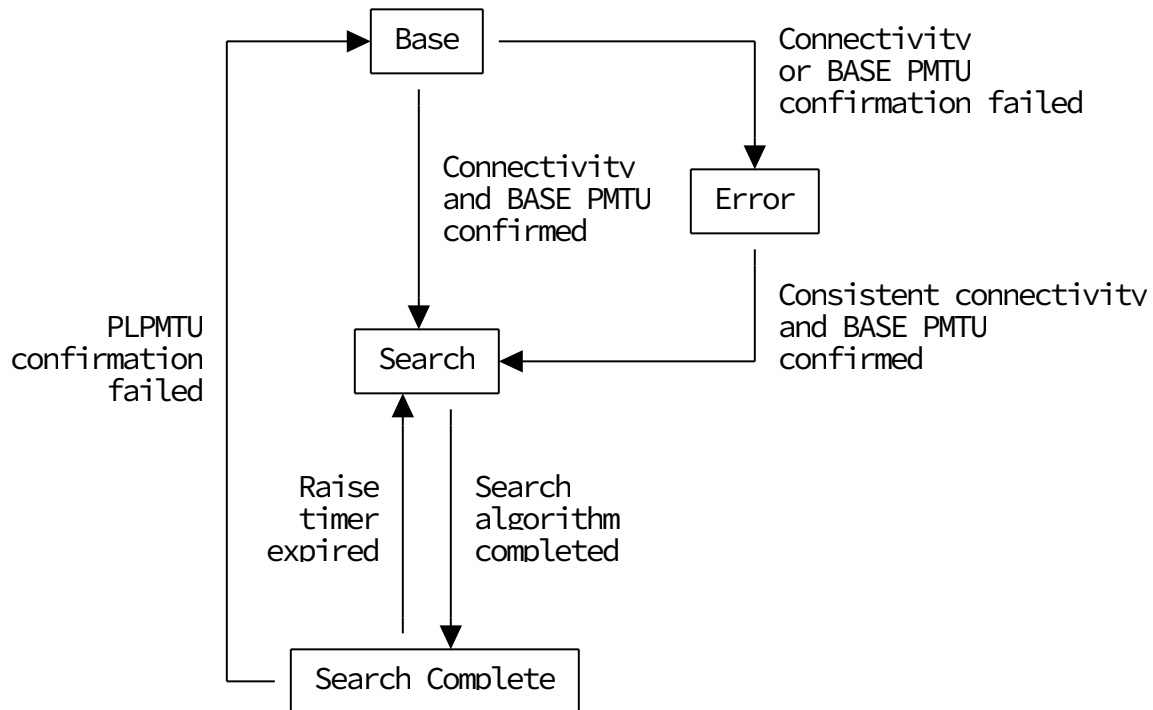 Base
Connectivity
or BASE PMTU
confirmation failed
Connectivity
and BASE PMTU
confirmed
Error
Consistent connectivity
and BASE PMTU
confirmed
PLPMTU
confirmation
failed
Search
Raise
timer
expired
Search
algorithm
completed
Search Complete